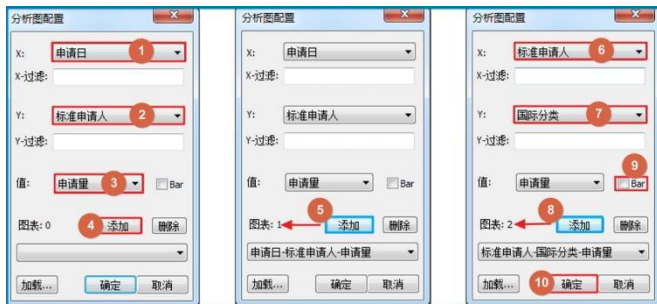 分析图配置
X: 申请日 1
X-过滤:
Y: 标准申请人 2
Y-过滤:
值: 申请量 3 Bar
图表: 0 4 添加 删除
加载... 确定 取消
分析图配置
X: 申请日
X-过滤:
Y: 标准申请人
Y-过滤:
值: 申请量 Bar
5
图表: 1 添加 删除
申请日-标准申请人-申请量
加载... 确定 取消
分析图配置
X: 标准申请人 6
X-过滤:
Y: 国际分类 7
Y-过滤:
9
值: 申请量 Bar
8
图表: 2 添加 删除
标准申请人-国际分类-申请量
加载... 10 确定 取消